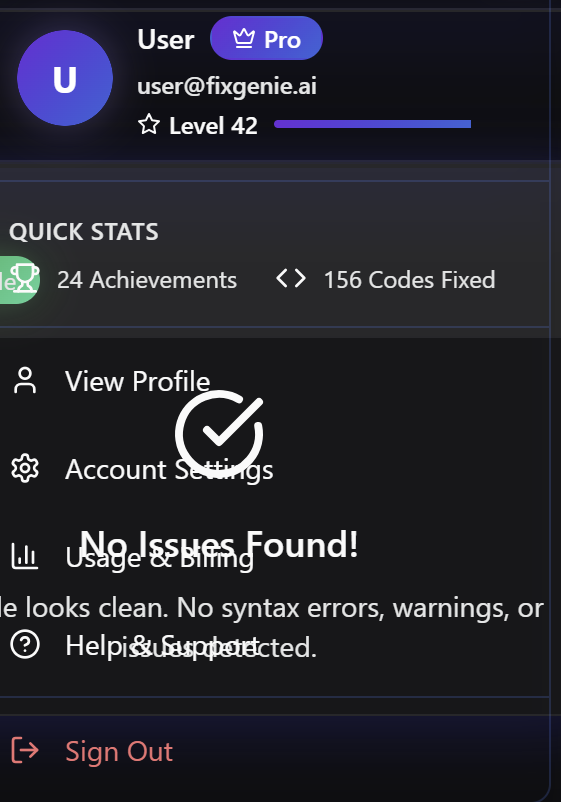 U
User
Pro
user@fixgenie.ai
Level 42
QUICK STATS
24 Achievements
156 Codes Fixed
View Profile
Account Settings
No Issues Found!
Usage & Billing
le looks clean. No syntax errors, warnings, or
Help & Support
issues detected.
Sign Out